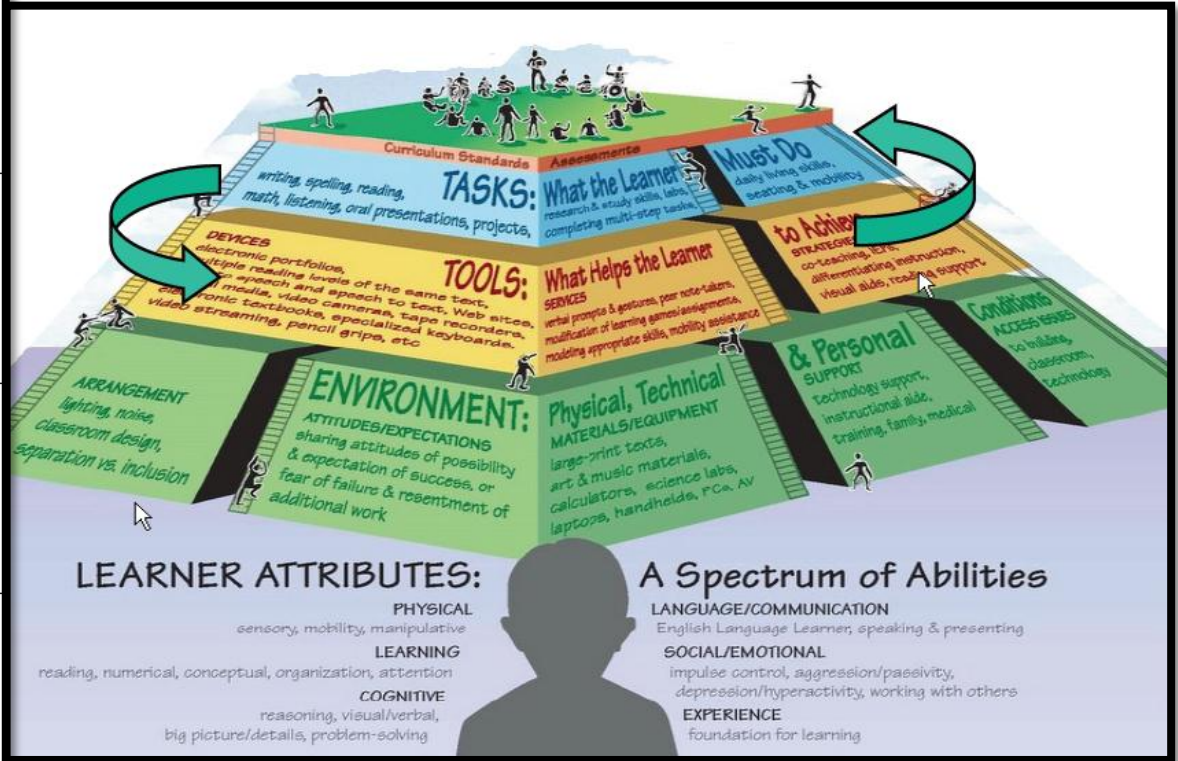 Curriculum Standards Assessments
TASKS: What the Learner Must Do
writing, spelling, reading,
math, listening, oral presentations, projects,
research & study skills, labs,
completing multi-step tasks,
daily living skills,
seating & mobility
TOOLS: What Helps the Learner to Achieve
DEVICES
electronic portfolios,
multiple reading levels of the same text,
to speech and speech to text, Web sites,
media, video cameras, tape recorders,
electronic textbooks, specialized keyboards.
video streaming, pencil grips, etc
SERVICES
verbal prompts & gestures, peer note-takers,
modification of learning games/assignments,
modeling appropriate skills, mobility assistance
STRATEGIES
co-teaching, IEPs,
differentiating instruction,
visual aids, reading support
ENVIRONMENT: Physical, Technical & Personal Conditions
ARRANGEMENT
lighting, noise,
classroom design,
separation vs. inclusion
ATTITUDES/EXPECTATIONS
sharing attitudes of possibility
& expectation of success, or
fear of failure & resentment of
additional work
MATERIALS/EQUIPMENT
large-print texts,
art & music materials,
calculators, science labs,
laptops, handhelds, PCs, AV
SUPPORT
technology support,
instructional aide,
training, family, medical
ACCESS ISSUES
to building,
classroom,
technology
LEARNER ATTRIBUTES: A Spectrum of Abilities
PHYSICAL
sensory, mobility, manipulative
LEARNING
reading, numerical, conceptual, organization, attention
COGNITIVE
reasoning, visual/verbal,
big picture/details, problem-solving
LANGUAGE/COMMUNICATION
English Language Learner, speaking & presenting
SOCIAL/EMOTIONAL
impulse control, aggression/passivity,
depression/hyperactivity, working with others
EXPERIENCE
foundation for learning